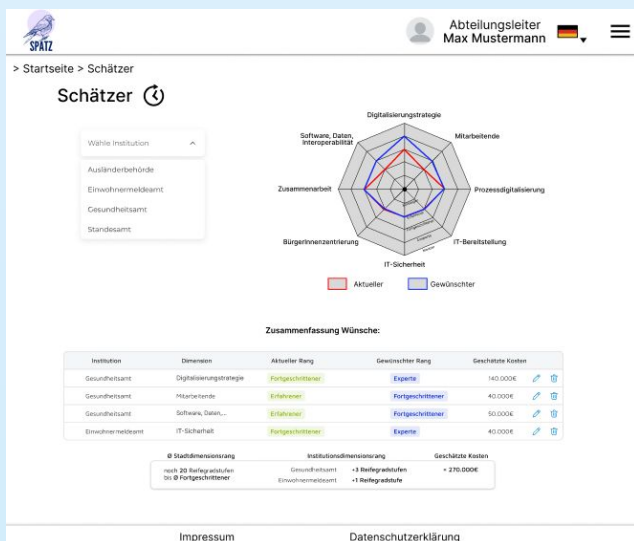 SPATZ
Abteilungsleiter
Max Mustermann
> Startseite > Schätzer
Schätzer
Wähle Institution
Ausländerbehörde
Einwohnermeldeamt
Gesundheitsamt
Standesamt
Digitalisierungstrategie
Software, Daten,
Interoperabilität
Mitarbeitende
Zusammenarbeit
Prozessdigitalisierung
BürgerInnenzentrierung
IT-Bereitstellung
IT-Sicherheit
Aktueller Gewünschter
Zusammenfassung Wünsche:
Institution Dimension Aktueller Rang Gewünschter Rang Geschätzte Kosten
Gesundheitsamt Digitalisierungstrategie Fortgeschrittener Experte 140.000€
Gesundheitsamt Mitarbeitende Erfahrener Fortgeschrittener 40.000€
Gesundheitsamt Software, Daten,... Erfahrener Fortgeschrittener 50.000€
Einwohnermeldeamt IT-Sicherheit Fortgeschrittener Experte 40.000€
Ø Stadtdimensionsrang Institutionsdimensionsrang Geschätzte Kosten
noch 20 Reifegradstufen Gesundheitsamt +3 Reifegradstufen + 270.000€
bis Ø Fortgeschrittener Einwohnermeldeamt +1 Reifegradstufe
Impressum Datenschutzerklärung